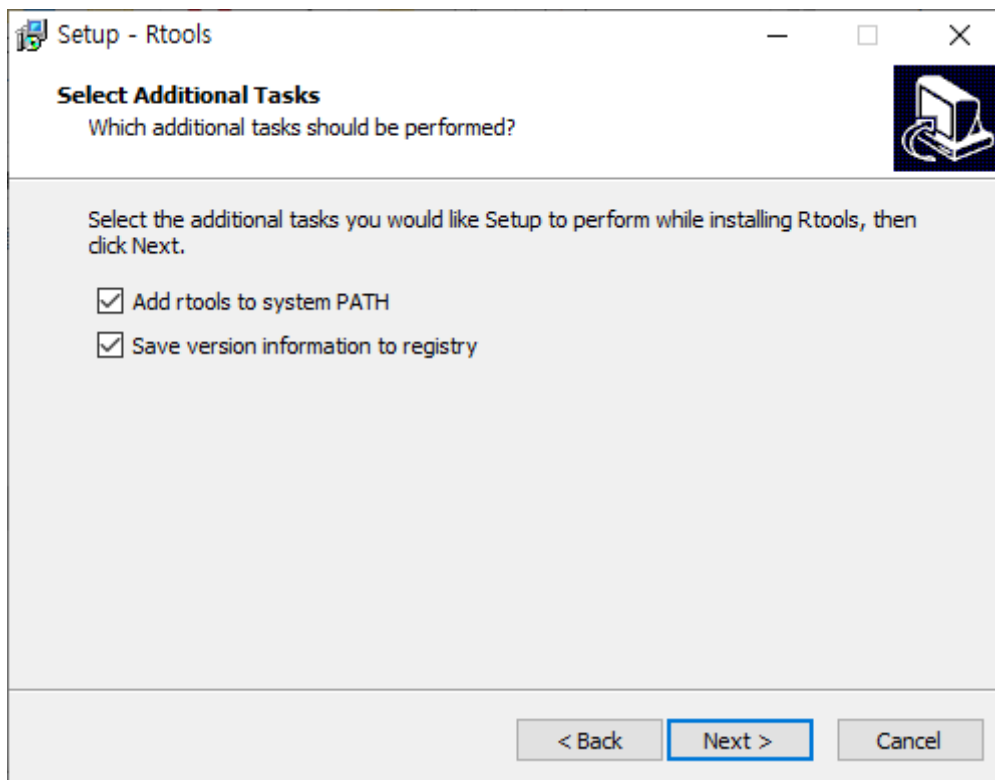 Setup - Rtools
Select Additional Tasks
Which additional tasks should be performed?
Select the additional tasks you would like Setup to perform while installing Rtools, then
click Next.
Add rtools to system PATH
Save version information to registry
< Back
Next >
Cancel